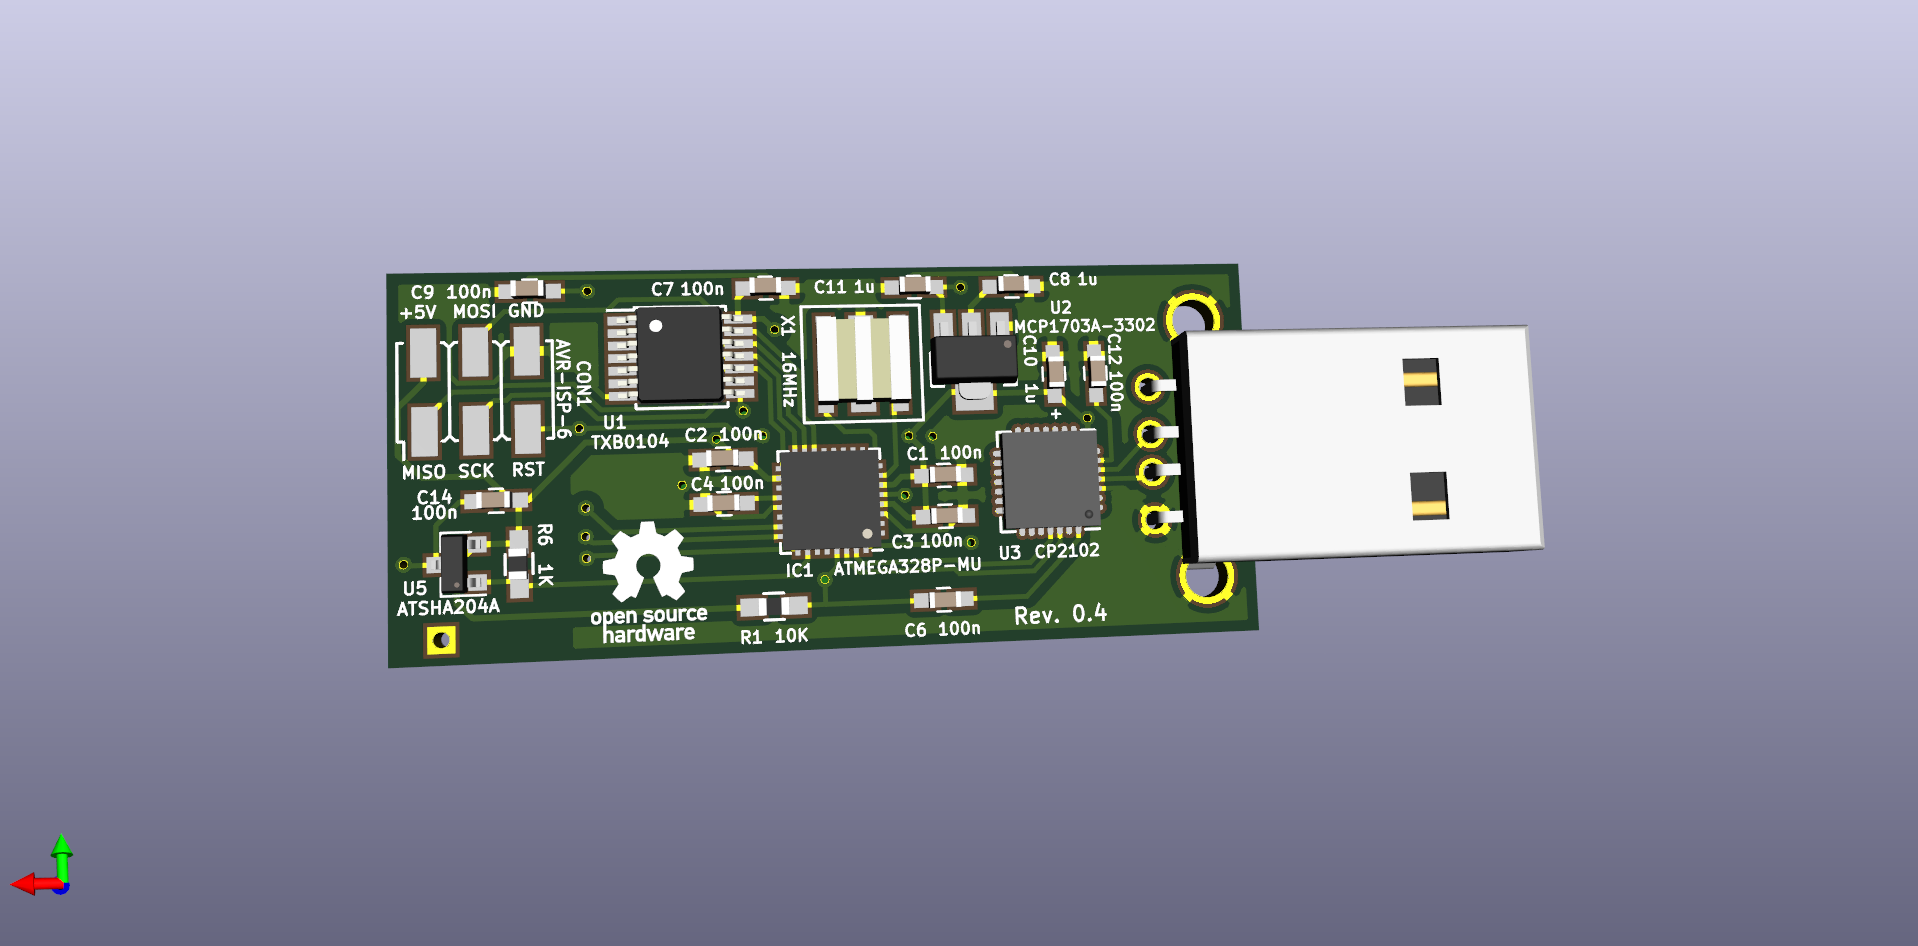 C9 100n
+5V MOSI GND
C7 100n
C11 1u
C8 1u
U2
MCP1703A-3302
X1 16MHz
C10 1u
+
C12 100n
AVR-ISP-6
CON1
U1
TXB0104
C2 100n
MISO SCK RST
C4 100n
C1 100n
C14
100n
R6 1K
C3 100n
U3 CP2102
IC1 ATMEGA328P-MU
U5
ATSHA204A
open source
hardware
R1 10K
C6 100n
Rev. 0.4